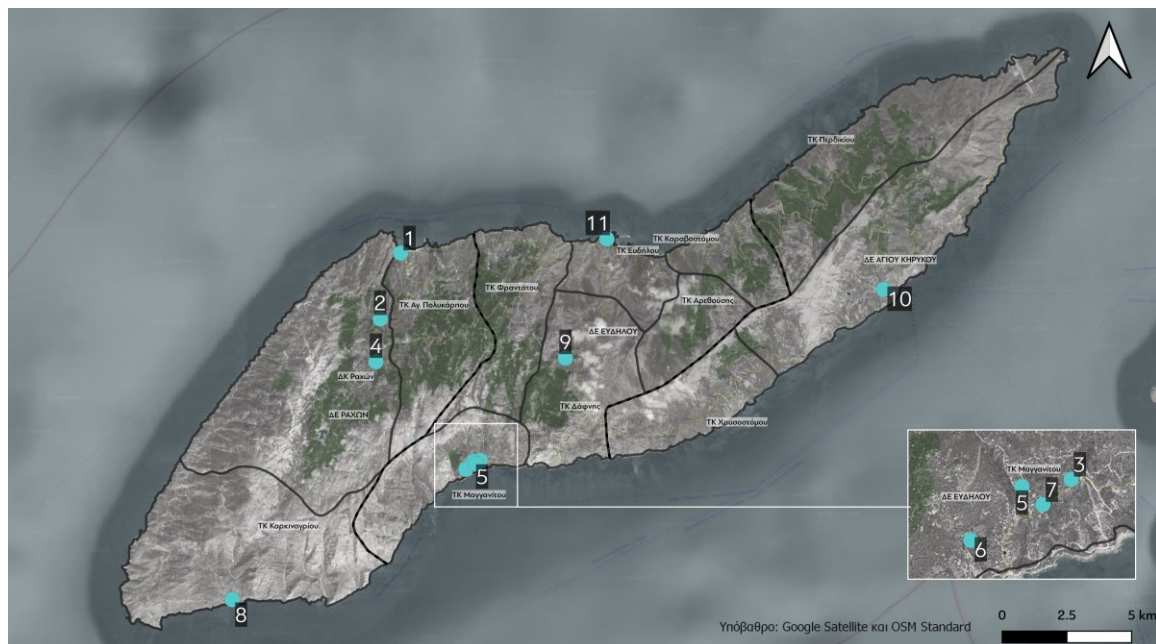 ΤΚ Περδικίου
11
1
ΤΚ Ευδήλου
ΤΚ Καραβοστάμου
ΔΕ ΑΓΙΟΥ ΚΗΡΥΚΟΥ
ΤΚ Φραντάτου
10
ΤΚ Αγ. Πολυκάρπου
ΤΚ Αρεθούσης
2
ΔΕ ΕΥΔΗΛΟΥ
9
4
ΔΚ Ραχών
ΤΚ Δάφνης
ΔΕ ΡΑΧΩΝ
ΤΚ Χρυσοστόμου
5
ΤΚ Μαγγανίτου
ΤΚ Καρκιναγρίου
8
ΤΚ Μαγγανίτου
3
ΔΕ ΕΥΔΗΛΟΥ
5
7
6
0 2.5 5 km
Υπόβαθρο: Google Satellite και OSM Standard